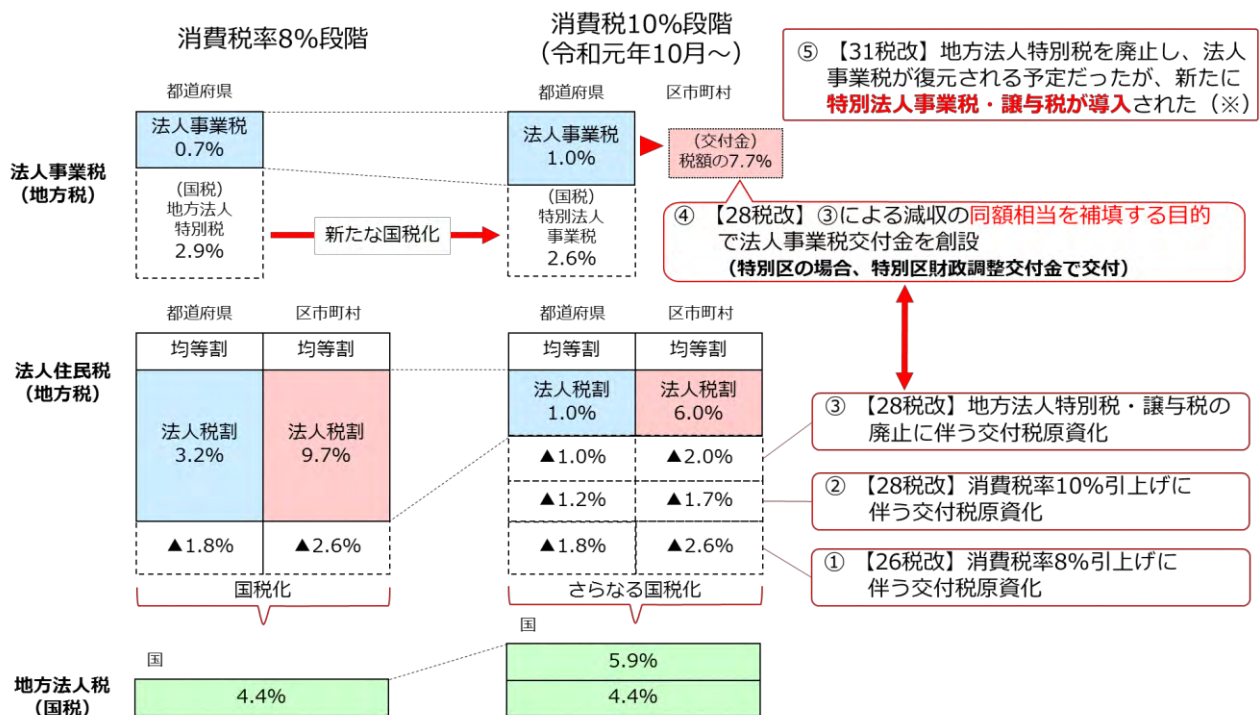 消費税率8%段階
消費税10%段階
（令和元年10月～）
⑤ 【31税改】地方法人特別税を廃止し、法人
事業税が復元される予定だったが、新たに
特別法人事業税・譲与税が導入された（※）
都道府県
都道府県
区市町村
法人事業税
（地方税）
法人事業税
0.7%
（国税）
地方法人
特別税
2.9%
新たな国税化
法人事業税
1.0%
（国税）
特別法人
事業税
2.6%
（交付金）
税額の7.7%
④ 【28税改】③による減収の同額相当を補填する目的
で法人事業税交付金を創設
（特別区の場合、特別区財政調整交付金で交付）
都道府県
区市町村
都道府県
区市町村
法人住民税
（地方税）
均等割
均等割
均等割
均等割
法人税割
3.2%
法人税割
9.7%
法人税割
1.0%
法人税割
6.0%
▲1.0%
▲2.0%
▲1.2%
▲1.7%
▲1.8%
▲2.6%
▲1.8%
▲2.6%
③ 【28税改】地方法人特別税・譲与税の
廃止に伴う交付税原資化
② 【28税改】消費税率10%引上げに
伴う交付税原資化
① 【26税改】消費税率8%引上げに
伴う交付税原資化
国税化
さらなる国税化
国
国
地方法人税
（国税）
4.4%
5.9%
4.4%